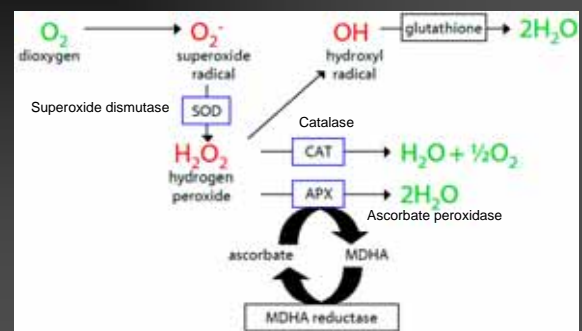 O₂
dioxygen
O₂⁻
superoxide
radical
OH
hydroxyl
radical
glutathione
2H₂O
Superoxide dismutase
SOD
H₂O₂
hydrogen
peroxide
Catalase
CAT
H₂O + ½O₂
APX
2H₂O
Ascorbate peroxidase
ascorbate
MDHA
MDHA reductase